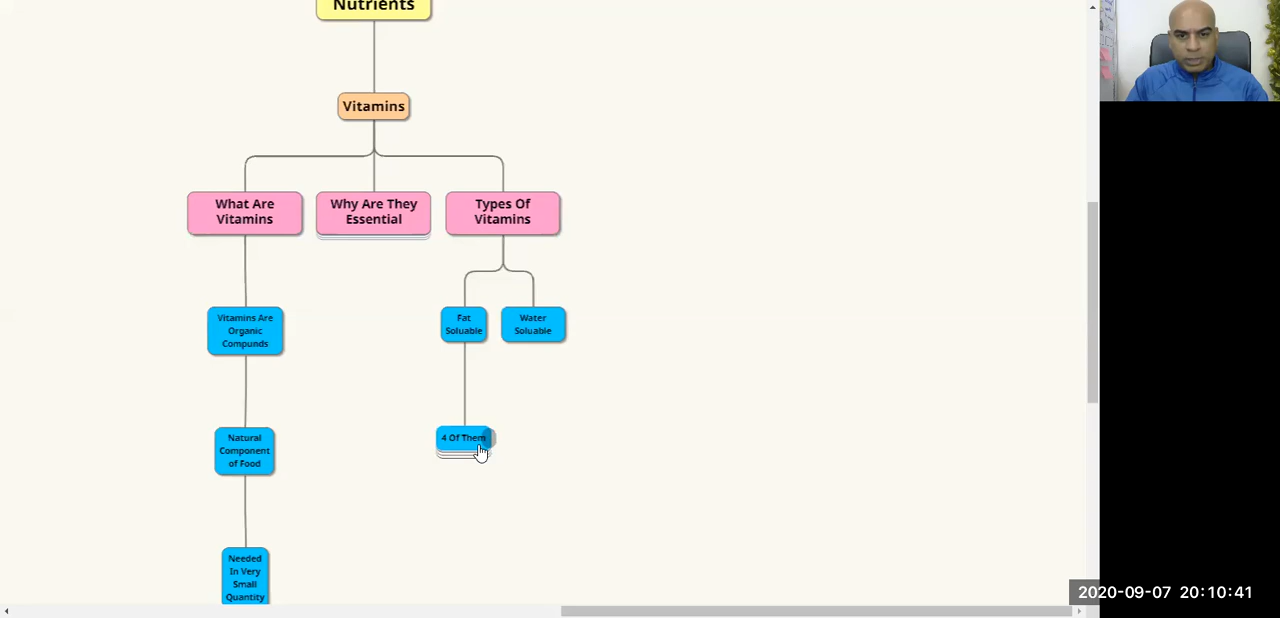 Nutrients
Vitamins
What Are
Vitamins
Why Are They
Essential
Types Of
Vitamins
Vitamins Are
Organic
Compunds
Fat
Soluable
Water
Soluable
Natural
Component
of Food
4 Of Them
Needed
In Very
Small
Quantity
2020-09-07 20:10:41